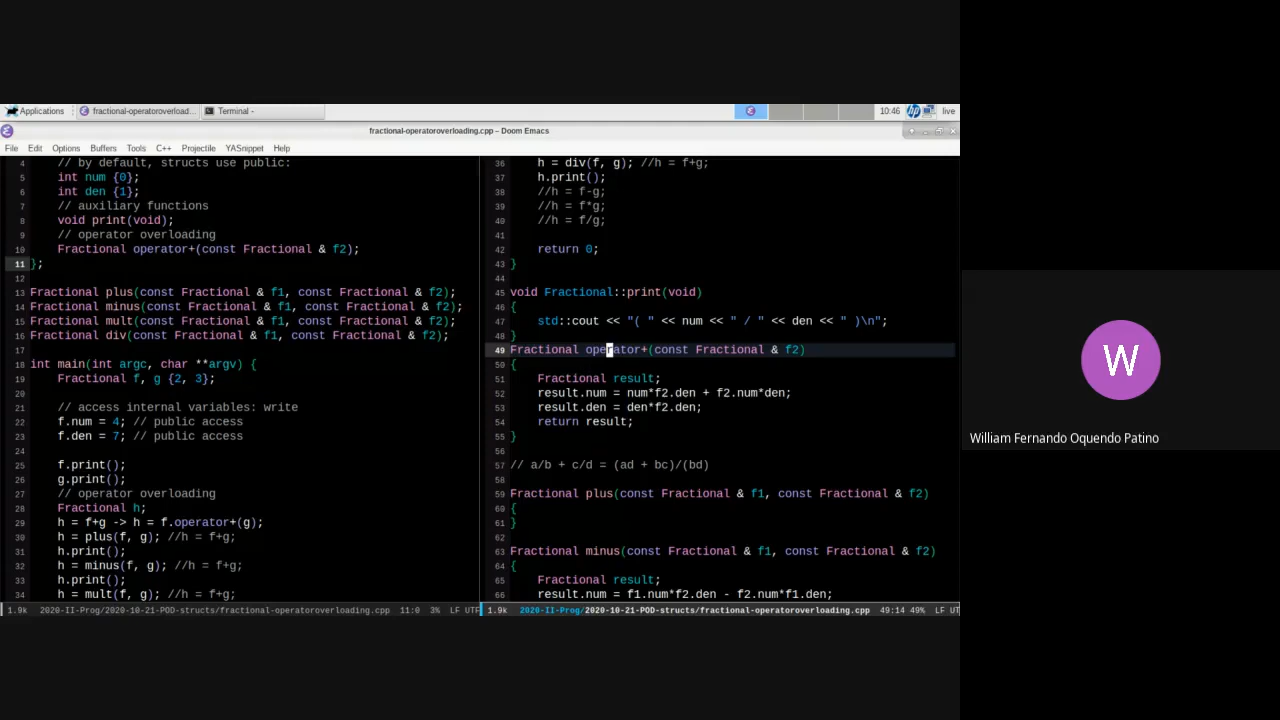 Applications
fractional-operatoroverload...
Terminal -
10:46
live
fractional-operatoroverloading.cpp – Doom Emacs
File Edit Options Buffers Tools C++ Projectile YASnippet Help
4 // by default, structs use public:
5 int num {0};
6 int den {1};
7 // auxiliary functions
8 void print(void);
9 // operator overloading
10 Fractional operator+(const Fractional & f2);
11 };
12
13 Fractional plus(const Fractional & f1, const Fractional & f2);
14 Fractional minus(const Fractional & f1, const Fractional & f2);
15 Fractional mult(const Fractional & f1, const Fractional & f2);
16 Fractional div(const Fractional & f1, const Fractional & f2);
17
18 int main(int argc, char **argv) {
19 Fractional f, g {2, 3};
20
21 // access internal variables: write
22 f.num = 4; // public access
23 f.den = 7; // public access
24
25 f.print();
26 g.print();
27 // operator overloading
28 Fractional h;
29 h = f+g -> h = f.operator+(g);
30 h = plus(f, g); //h = f+g;
31 h.print();
32 h = minus(f, g); //h = f+g;
33 h.print();
34 h = mult(f, g); //h = f+g;
1.9k 2020-II-Prog/2020-10-21-POD-structs/fractional-operatoroverloading.cpp 11:0 3% LF UTF
36 h = div(f, g); //h = f+g;
37 h.print();
38 //h = f-g;
39 //h = f*g;
40 //h = f/g;
41
42 return 0;
43 }
44
45 void Fractional::print(void)
46 {
47 std::cout << "( " << num << " / " << den << " )\n";
48 }
49 Fractional operator+(const Fractional & f2)
50 {
51 Fractional result;
52 result.num = num*f2.den + f2.num*den;
53 result.den = den*f2.den;
54 return result;
55 }
56
57 // a/b + c/d = (ad + bc)/(bd)
58
59 Fractional plus(const Fractional & f1, const Fractional & f2)
60 {
61 }
62
63 Fractional minus(const Fractional & f1, const Fractional & f2)
64 {
65 Fractional result;
66 result.num = f1.num*f2.den - f2.num*f1.den;
1.9k 2020-II-Prog/2020-10-21-POD-structs/fractional-operatoroverloading.cpp 49:14 49% LF UT
W
William Fernando Oquendo Patino